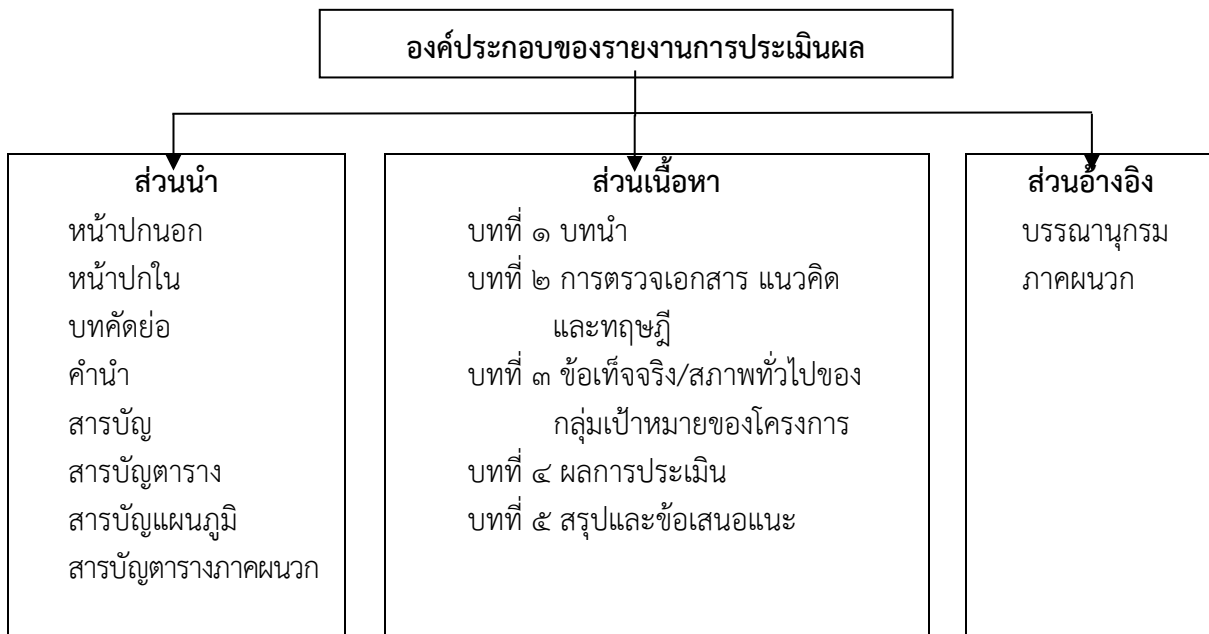 องค์ประกอบของรายงานการประเมินผล
ส่วนนำ
หน้าปกนอก
หน้าปกใน
บทคัดย่อ
คำนำ
สารบัญ
สารบัญตาราง
สารบัญแผนภูมิ
สารบัญตารางภาคผนวก
ส่วนเนื้อหา
บทที่ ๑ บทนำ
บทที่ ๒ การตรวจเอกสาร แนวคิด
และทฤษฎี
บทที่ ๓ ข้อเท็จจริง/สภาพทั่วไปของ
กลุ่มเป้าหมายของโครงการ
บทที่ ๔ ผลการประเมิน
บทที่ ๕ สรุปและข้อเสนอแนะ
ส่วนอ้างอิง
บรรณานุกรม
ภาคผนวก